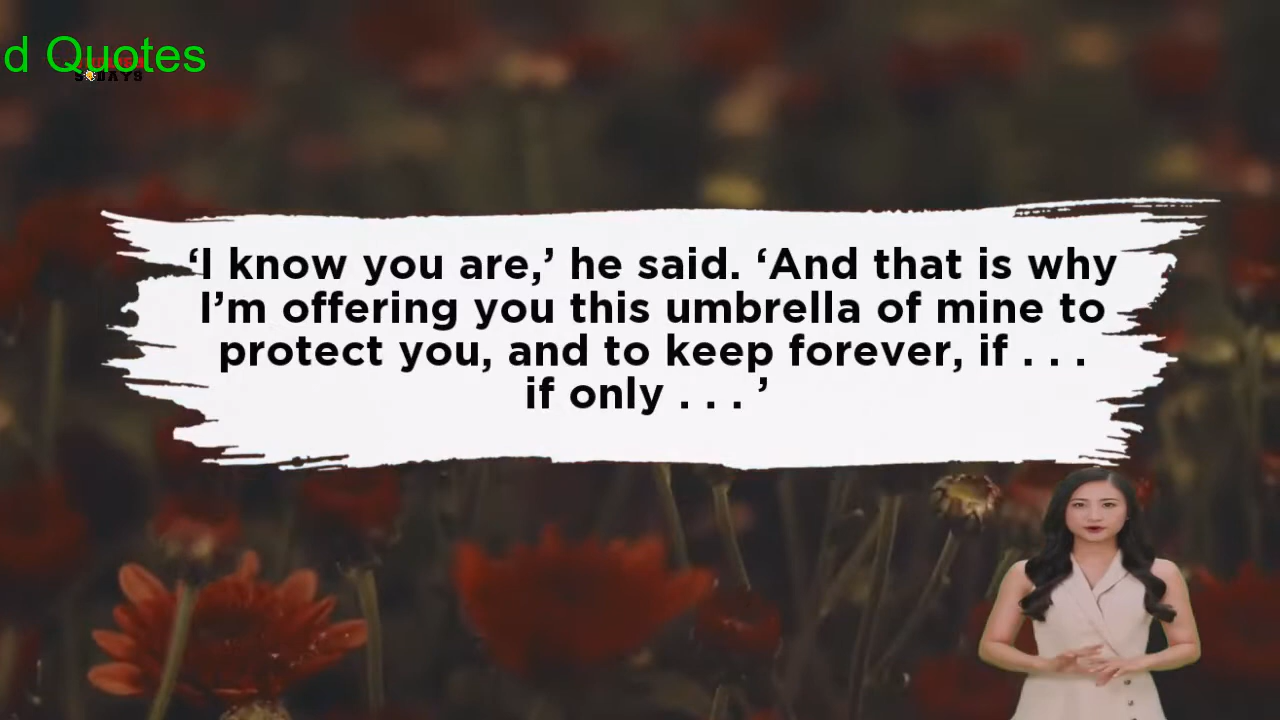 d Quotes
‘I know you are,’ he said. ‘And that is why
I’m offering you this umbrella of mine to
protect you, and to keep forever, if . . .
if only . . . ’